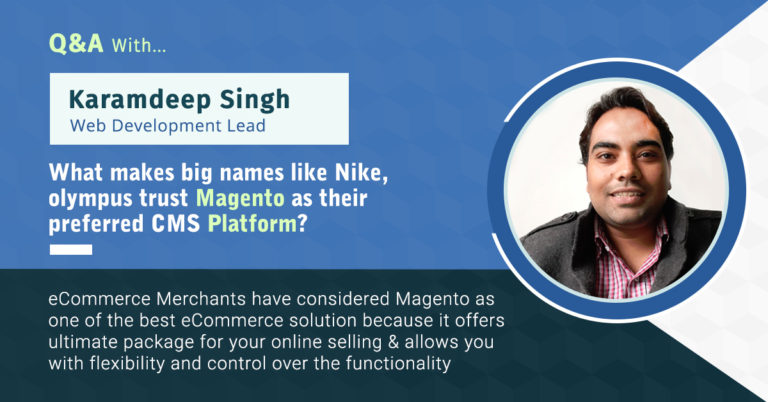 Q&A With...
Karamdeep Singh
Web Development Lead
What makes big names like Nike,
olympus trust Magento as their
preferred CMS Platform?
eCommerce Merchants have considered Magento as
one of the best eCommerce solution because it offers
ultimate package for your online selling & allows you
with flexibility and control over the functionality